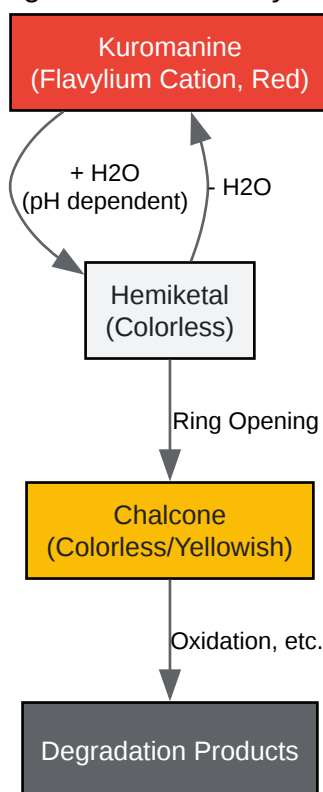 Kuromanine
(Flavylium Cation, Red)
+ H2O
(pH dependent)
- H2O
Hemiketal
(Colorless)
Ring Opening
Chalcone
(Colorless/Yellowish)
Oxidation, etc.
Degradation Products